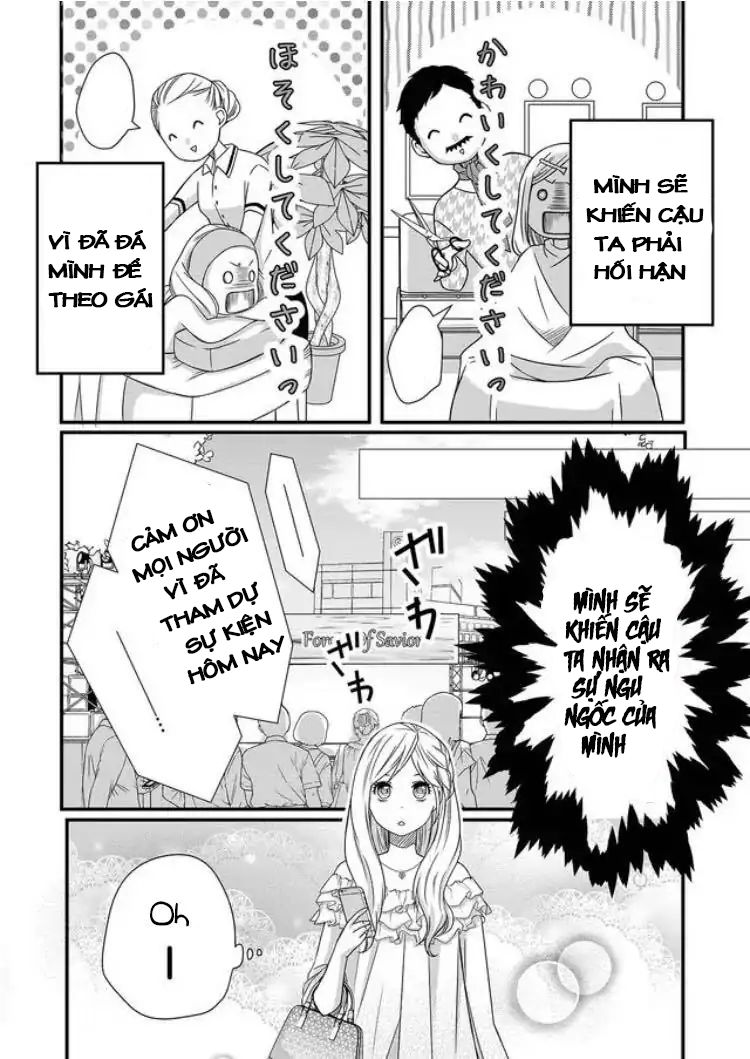 かわいくしてくださいっ
MÌNH SẼ
KHIẾN CẬU
TA PHẢI
HỐI HẬN
ほそくしてくださいっ
VÌ ĐÃ ĐÁ
MÌNH ĐỂ
THEO GÁI
MÌNH SẼ
KHIẾN CẬU
TA NHẬN RA
SỰ NGU
NGỐC CỦA
MÌNH
ガヤ
ガヤ
CẢM ƠN
MỌI NGƯỜI
VÌ ĐÃ
THAM DỰ
SỰ KIỆN
HÔM NAY
Of Savior
Oh